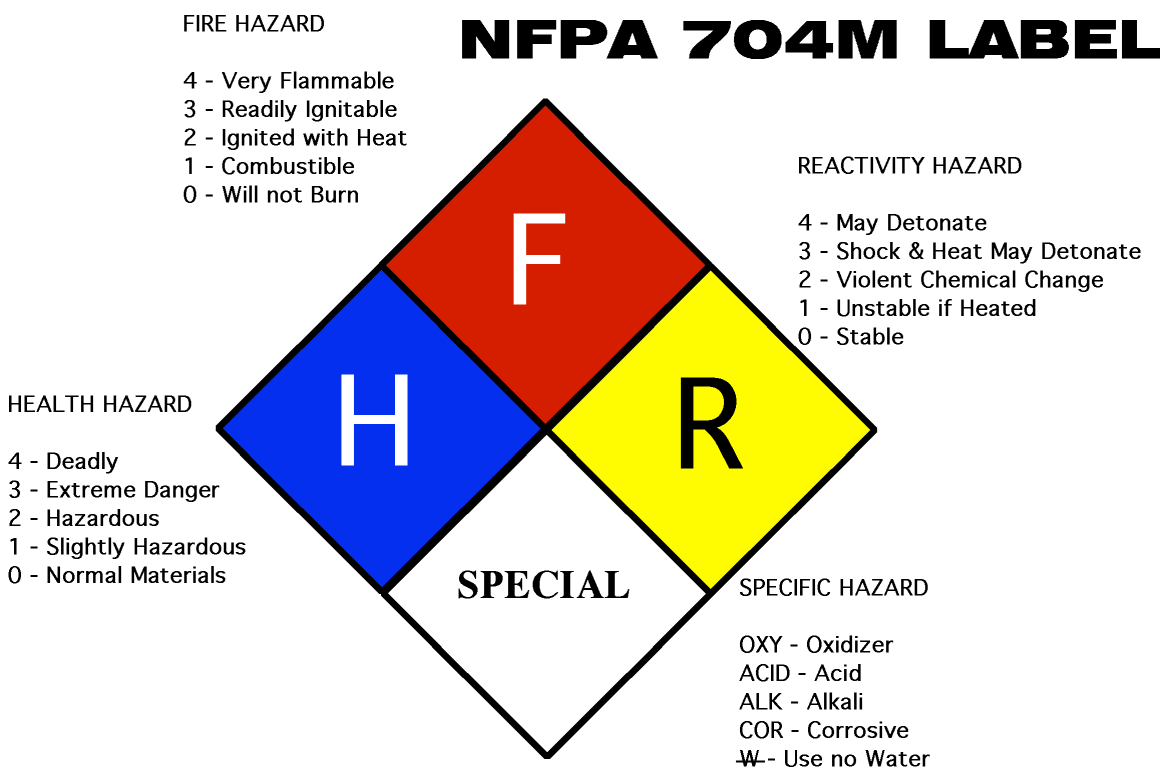 NFPA 704M LABEL
FIRE HAZARD
4 - Very Flammable
3 - Readily Ignitable
2 - Ignited with Heat
1 - Combustible
0 - Will not Burn
REACTIVITY HAZARD
4 - May Detonate
3 - Shock & Heat May Detonate
2 - Violent Chemical Change
1 - Unstable if Heated
0 - Stable
F
H
R
SPECIAL
HEALTH HAZARD
4 - Deadly
3 - Extreme Danger
2 - Hazardous
1 - Slightly Hazardous
0 - Normal Materials
SPECIFIC HAZARD
OXY - Oxidizer
ACID - Acid
ALK - Alkali
COR - Corrosive
W - Use no Water